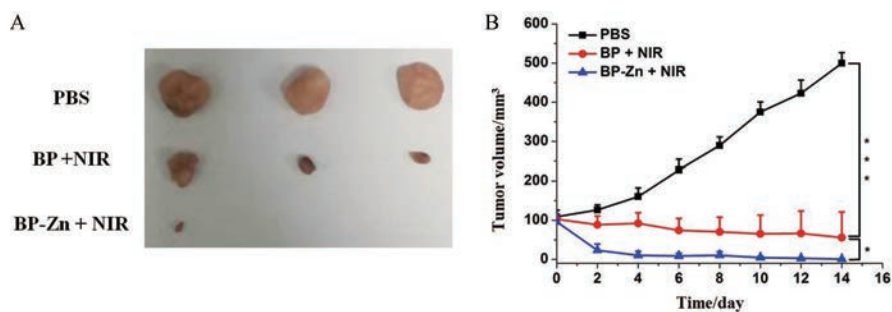 A
PBS
BP +NIR
BP-Zn + NIR
B
600
500
400
300
200
100
0
Tumor volume/mm³
PBS
BP + NIR
BP-Zn + NIR
* * *
*
0 2 4 6 8 10 12 14 16
Time/day